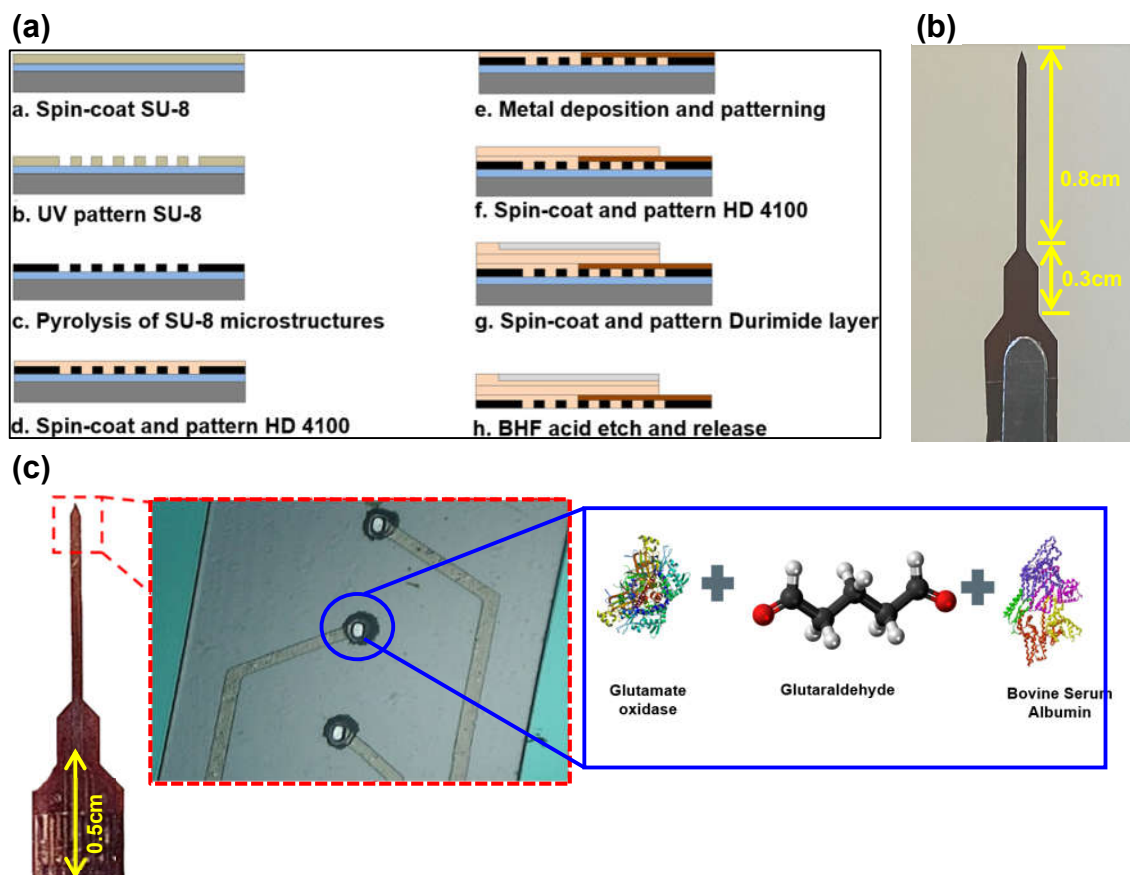 (a)
a. Spin-coat SU-8
b. UV pattern SU-8
c. Pyrolysis of SU-8 microstructures
d. Spin-coat and pattern HD 4100
e. Metal deposition and patterning
f. Spin-coat and pattern HD 4100
g. Spin-coat and pattern Durimide layer
h. BHF acid etch and release
(b)
0.8cm
0.3cm
(c)
0.5cm
Glutamate
oxidase
Glutaraldehyde
Bovine Serum
Albumin